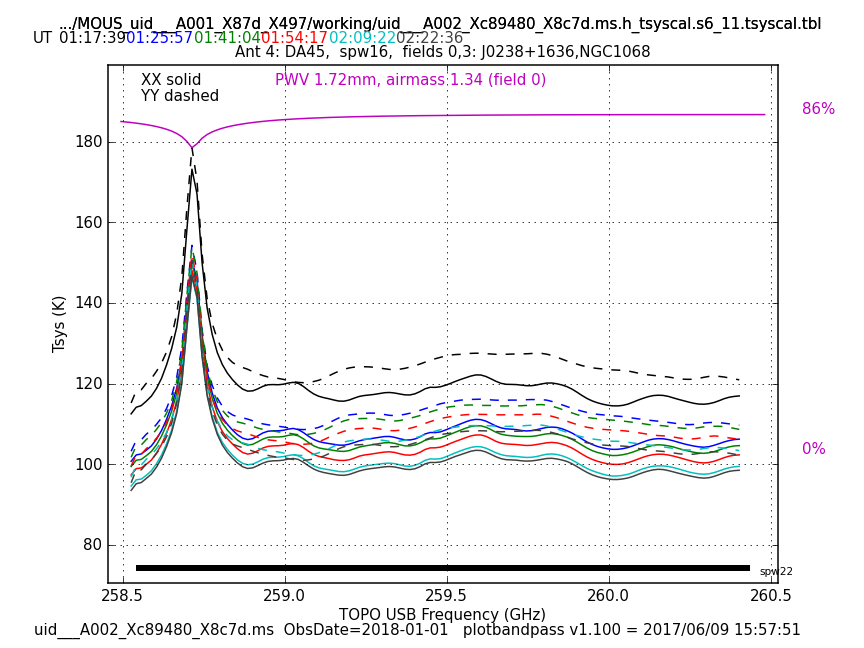 .../MOUS_uid___A001_X87d_X497/working/uid___A002_Xc89480_X8c7d.ms.h_tsyscal.s6_11.tsyscal.tbl
UT 01:17:39 01:25:57 01:41:04 01:54:17 02:09:22 02:22:36
Ant 4: DA45,  spw16,  fields 0,3: J0238+1636,NGC1068
XX solid
PWV 1.72mm, airmass 1.34 (field 0)
YY dashed
86%
180
160
140
120
100
80
Tsys (K)
0%
spw22
258.5 259.0 259.5 260.0 260.5
TOPO USB Frequency (GHz)
uid___A002_Xc89480_X8c7d.ms  ObsDate=2018-01-01   plotbandpass v1.100 = 2017/06/09 15:57:51